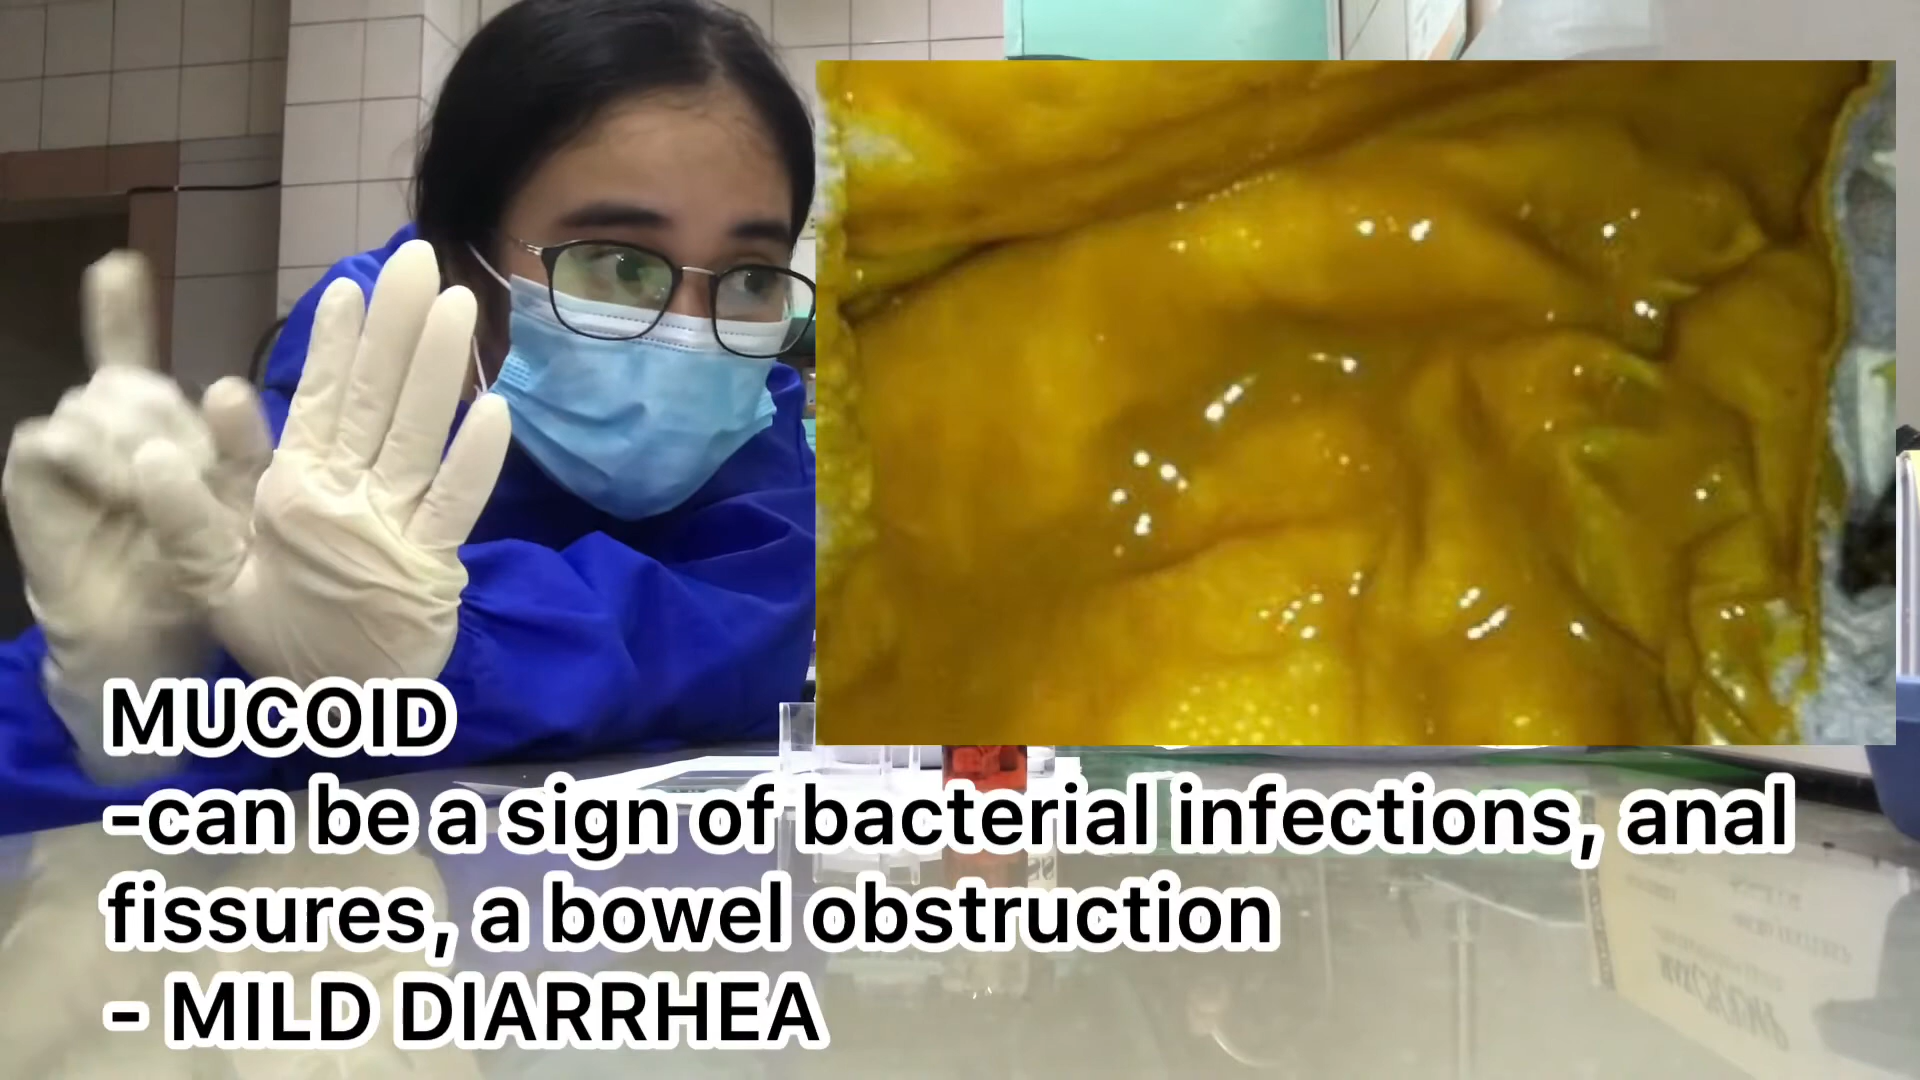 MUCOID
-can be a sign of bacterial infections, anal
fissures, a bowel obstruction
- MILD DIARRHEA